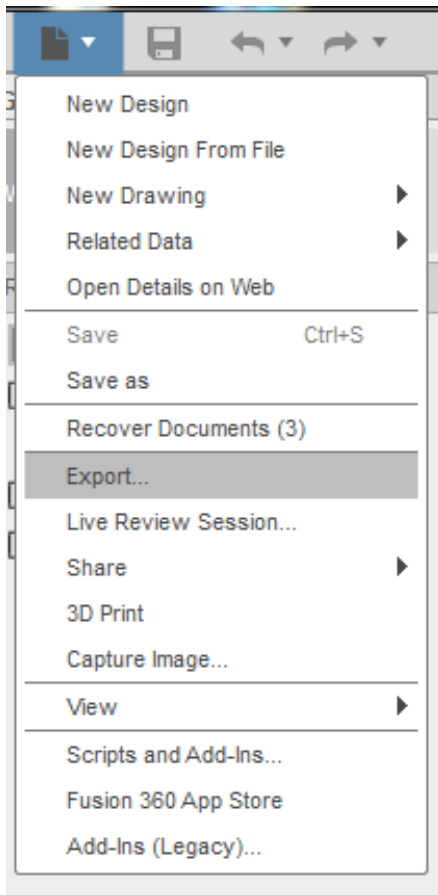 New Design
New Design From File
New Drawing
Related Data
Open Details on Web
Save Ctrl+S
Save as
Recover Documents (3)
Export...
Live Review Session...
Share
3D Print
Capture Image...
View
Scripts and Add-Ins...
Fusion 360 App Store
Add-Ins (Legacy)...